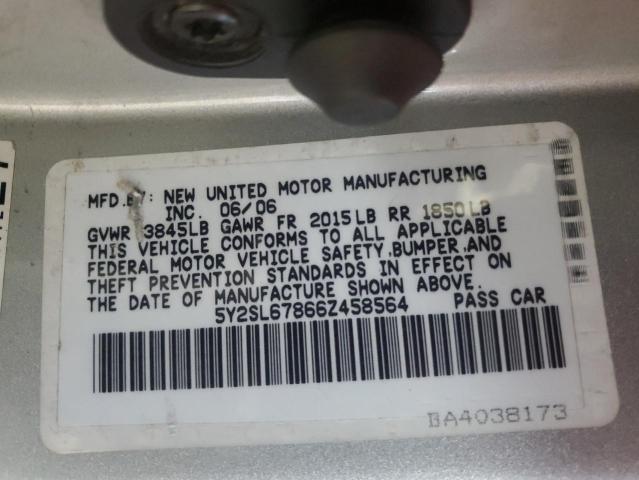 MFD.BY: NEW UNITED MOTOR MANUFACTURING
INC. 06/06
GVWR 3845LB GAWR FR 2015LB RR 1850LB
THIS VEHICLE CONFORMS TO ALL APPLICABLE
FEDERAL MOTOR VEHICLE SAFETY,BUMPER,AND
THEFT PREVENTION STANDARDS IN EFFECT ON
THE DATE OF MANUFACTURE SHOWN ABOVE.
5Y2SL67866Z458564 PASS CAR
BA4038173